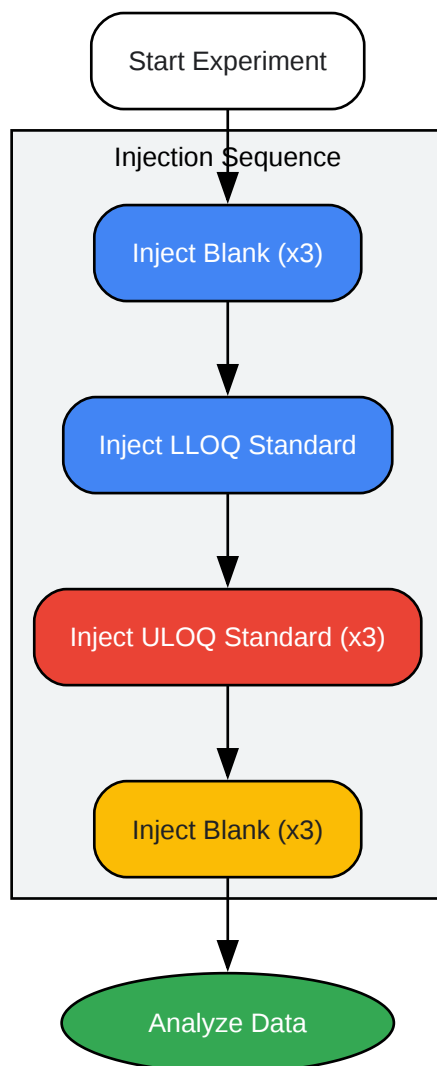 Start Experiment
Injection Sequence
Inject Blank (x3)
Inject LLOQ Standard
Inject ULOQ Standard (x3)
Inject Blank (x3)
Analyze Data